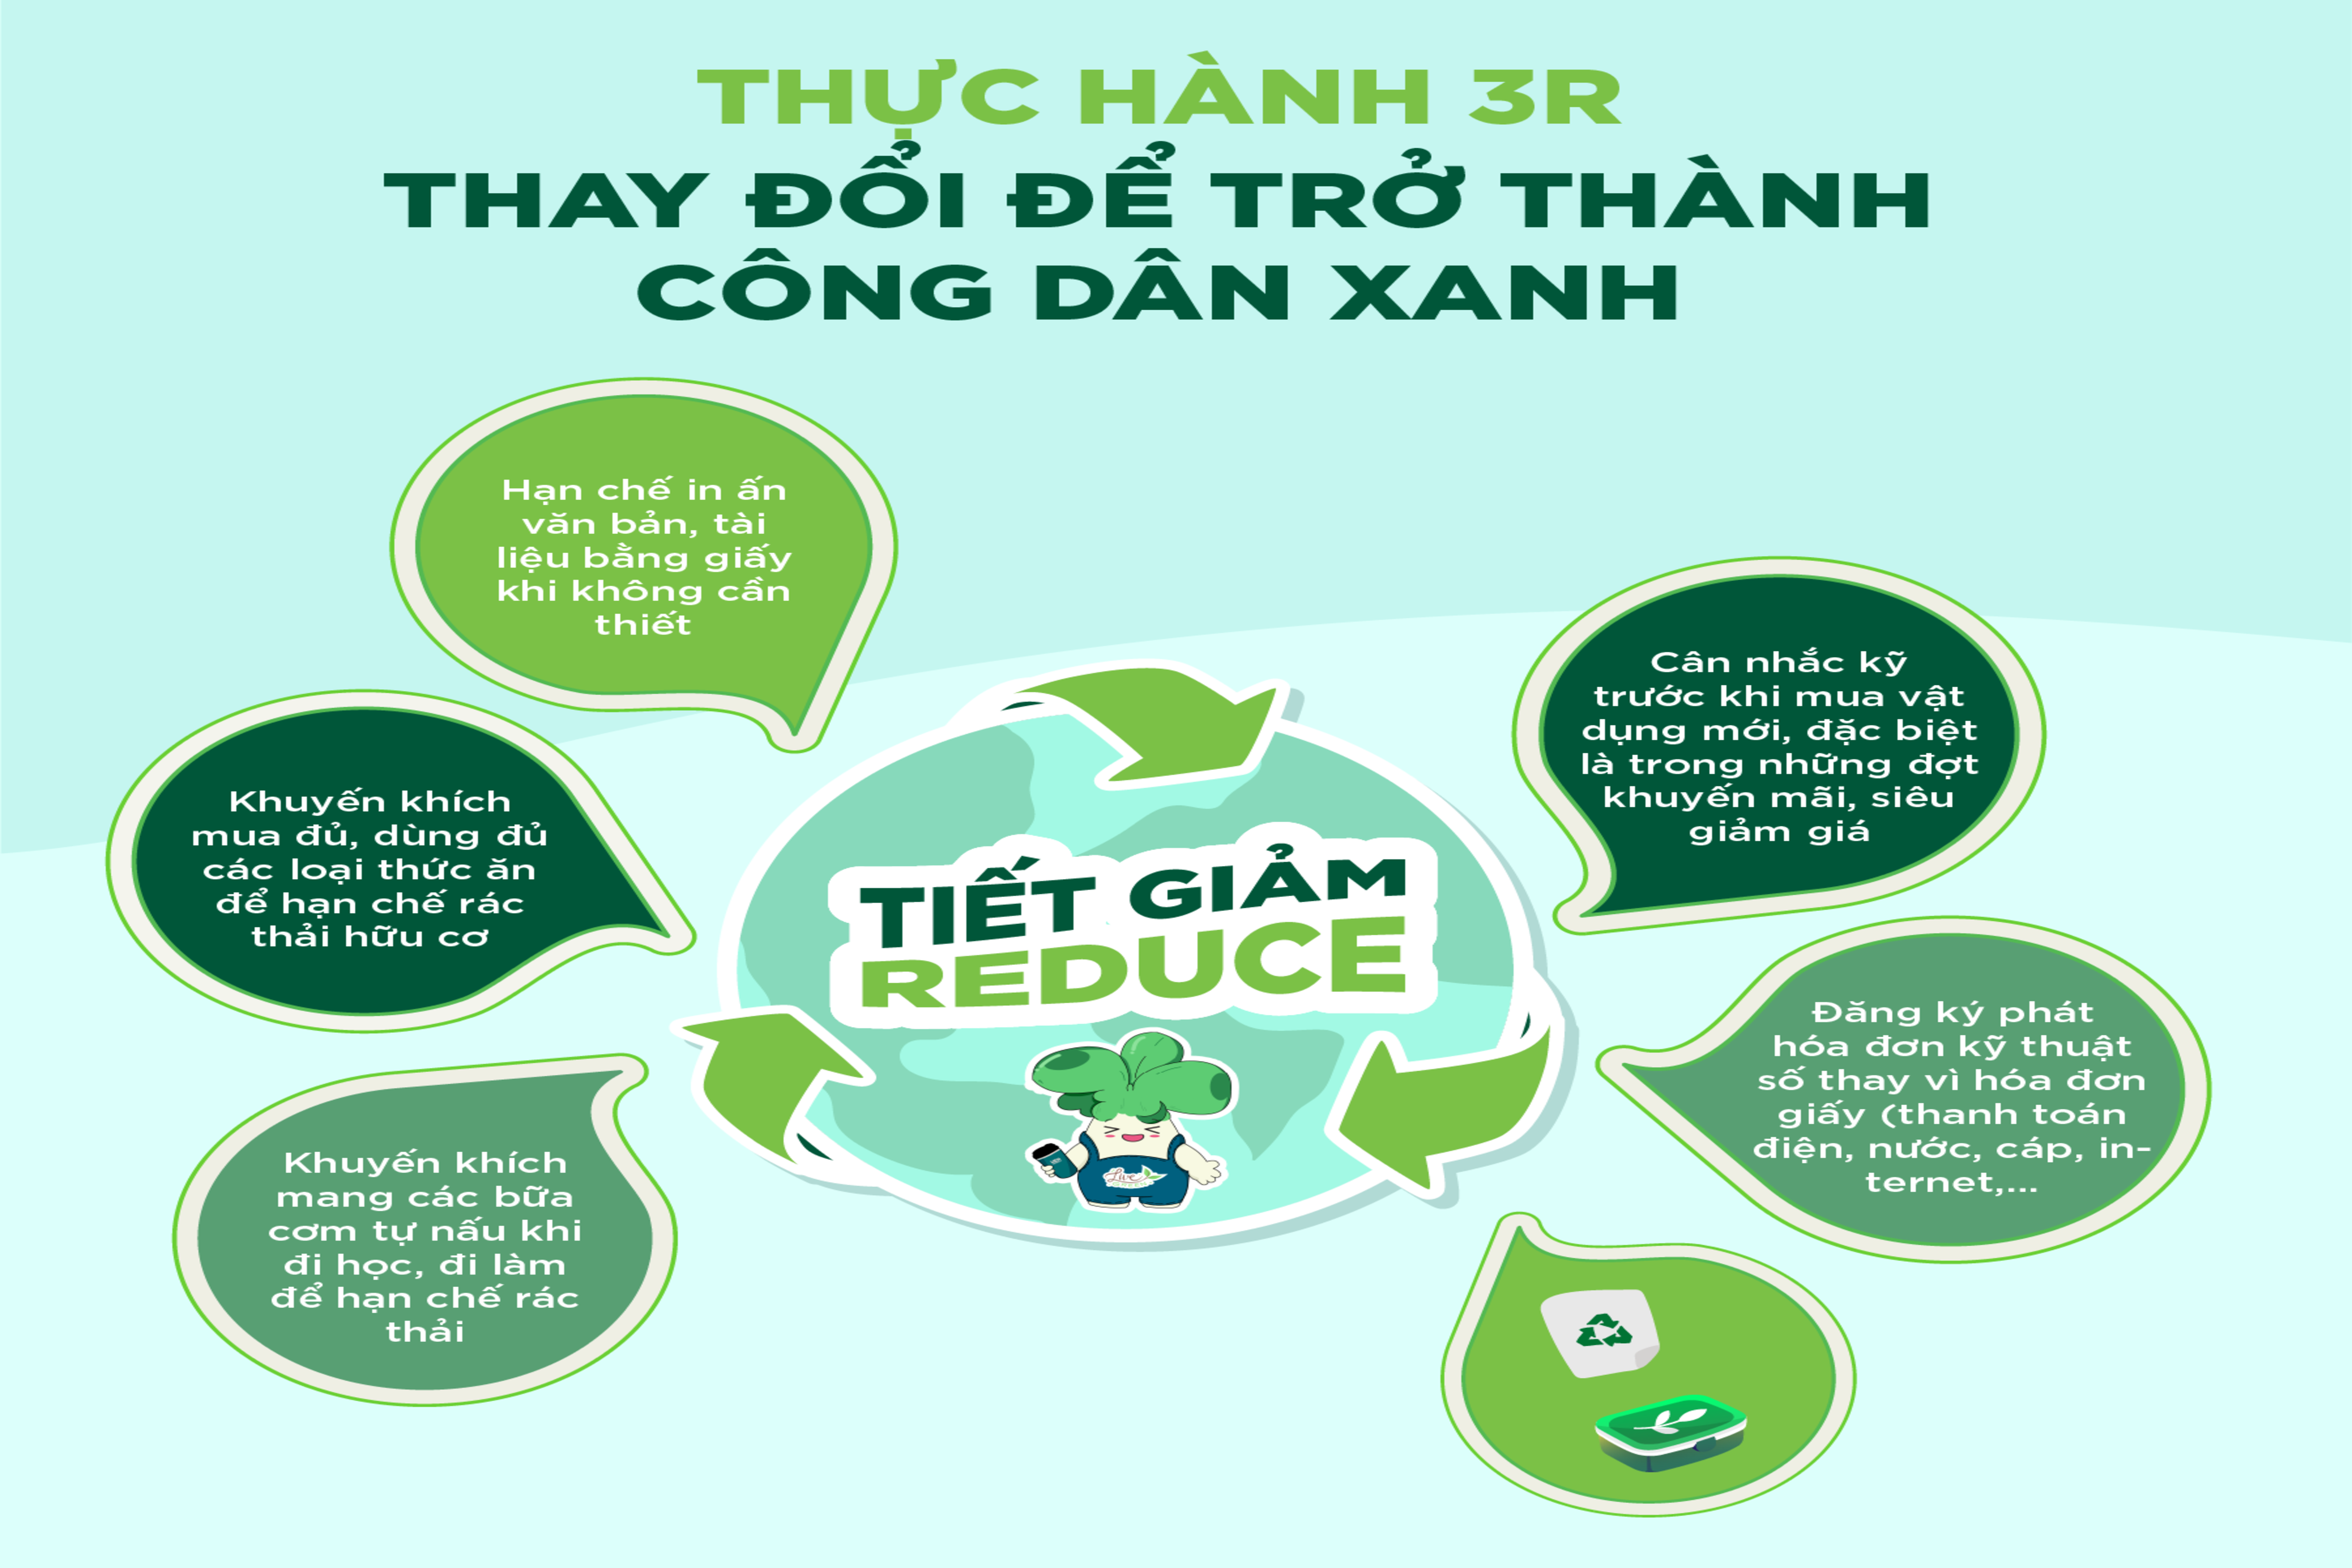 THỰC HÀNH 3R
THAY ĐỔI ĐỂ TRỞ THÀNH
CÔNG DÂN XANH
Hạn chế in ấn
văn bản, tài
liệu bằng giấy
khi không cần
thiết
Khuyến khích
mua đủ, dùng đủ
các loại thức ăn
để hạn chế rác
thải hữu cơ
Khuyến khích
mang các bữa
cơm tự nấu khi
đi học, đi làm
để hạn chế rác
thải
TIẾT GIẢM
REDUCE
Live
Cân nhắc kỹ
trước khi mua vật
dụng mới, đặc biệt
là trong những đợt
khuyến mãi, siêu
giảm giá
Đăng ký phát
hóa đơn kỹ thuật
số thay vì hóa đơn
giấy (thanh toán
điện, nước, cáp, in-
ternet,...